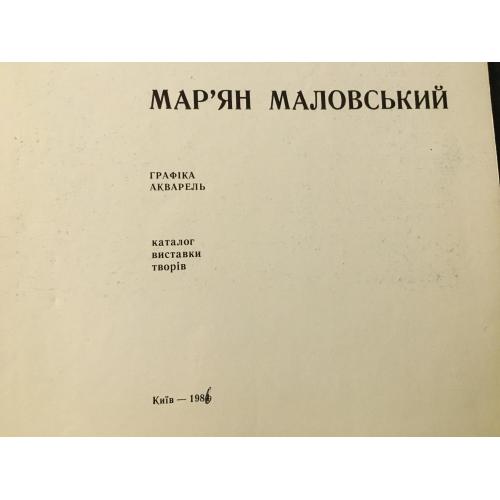 МАР’ЯН МАЛОВСЬКИЙ
ГРАФІКА
АКВАРЕЛЬ
каталог
виставки
творів
Київ — 1986